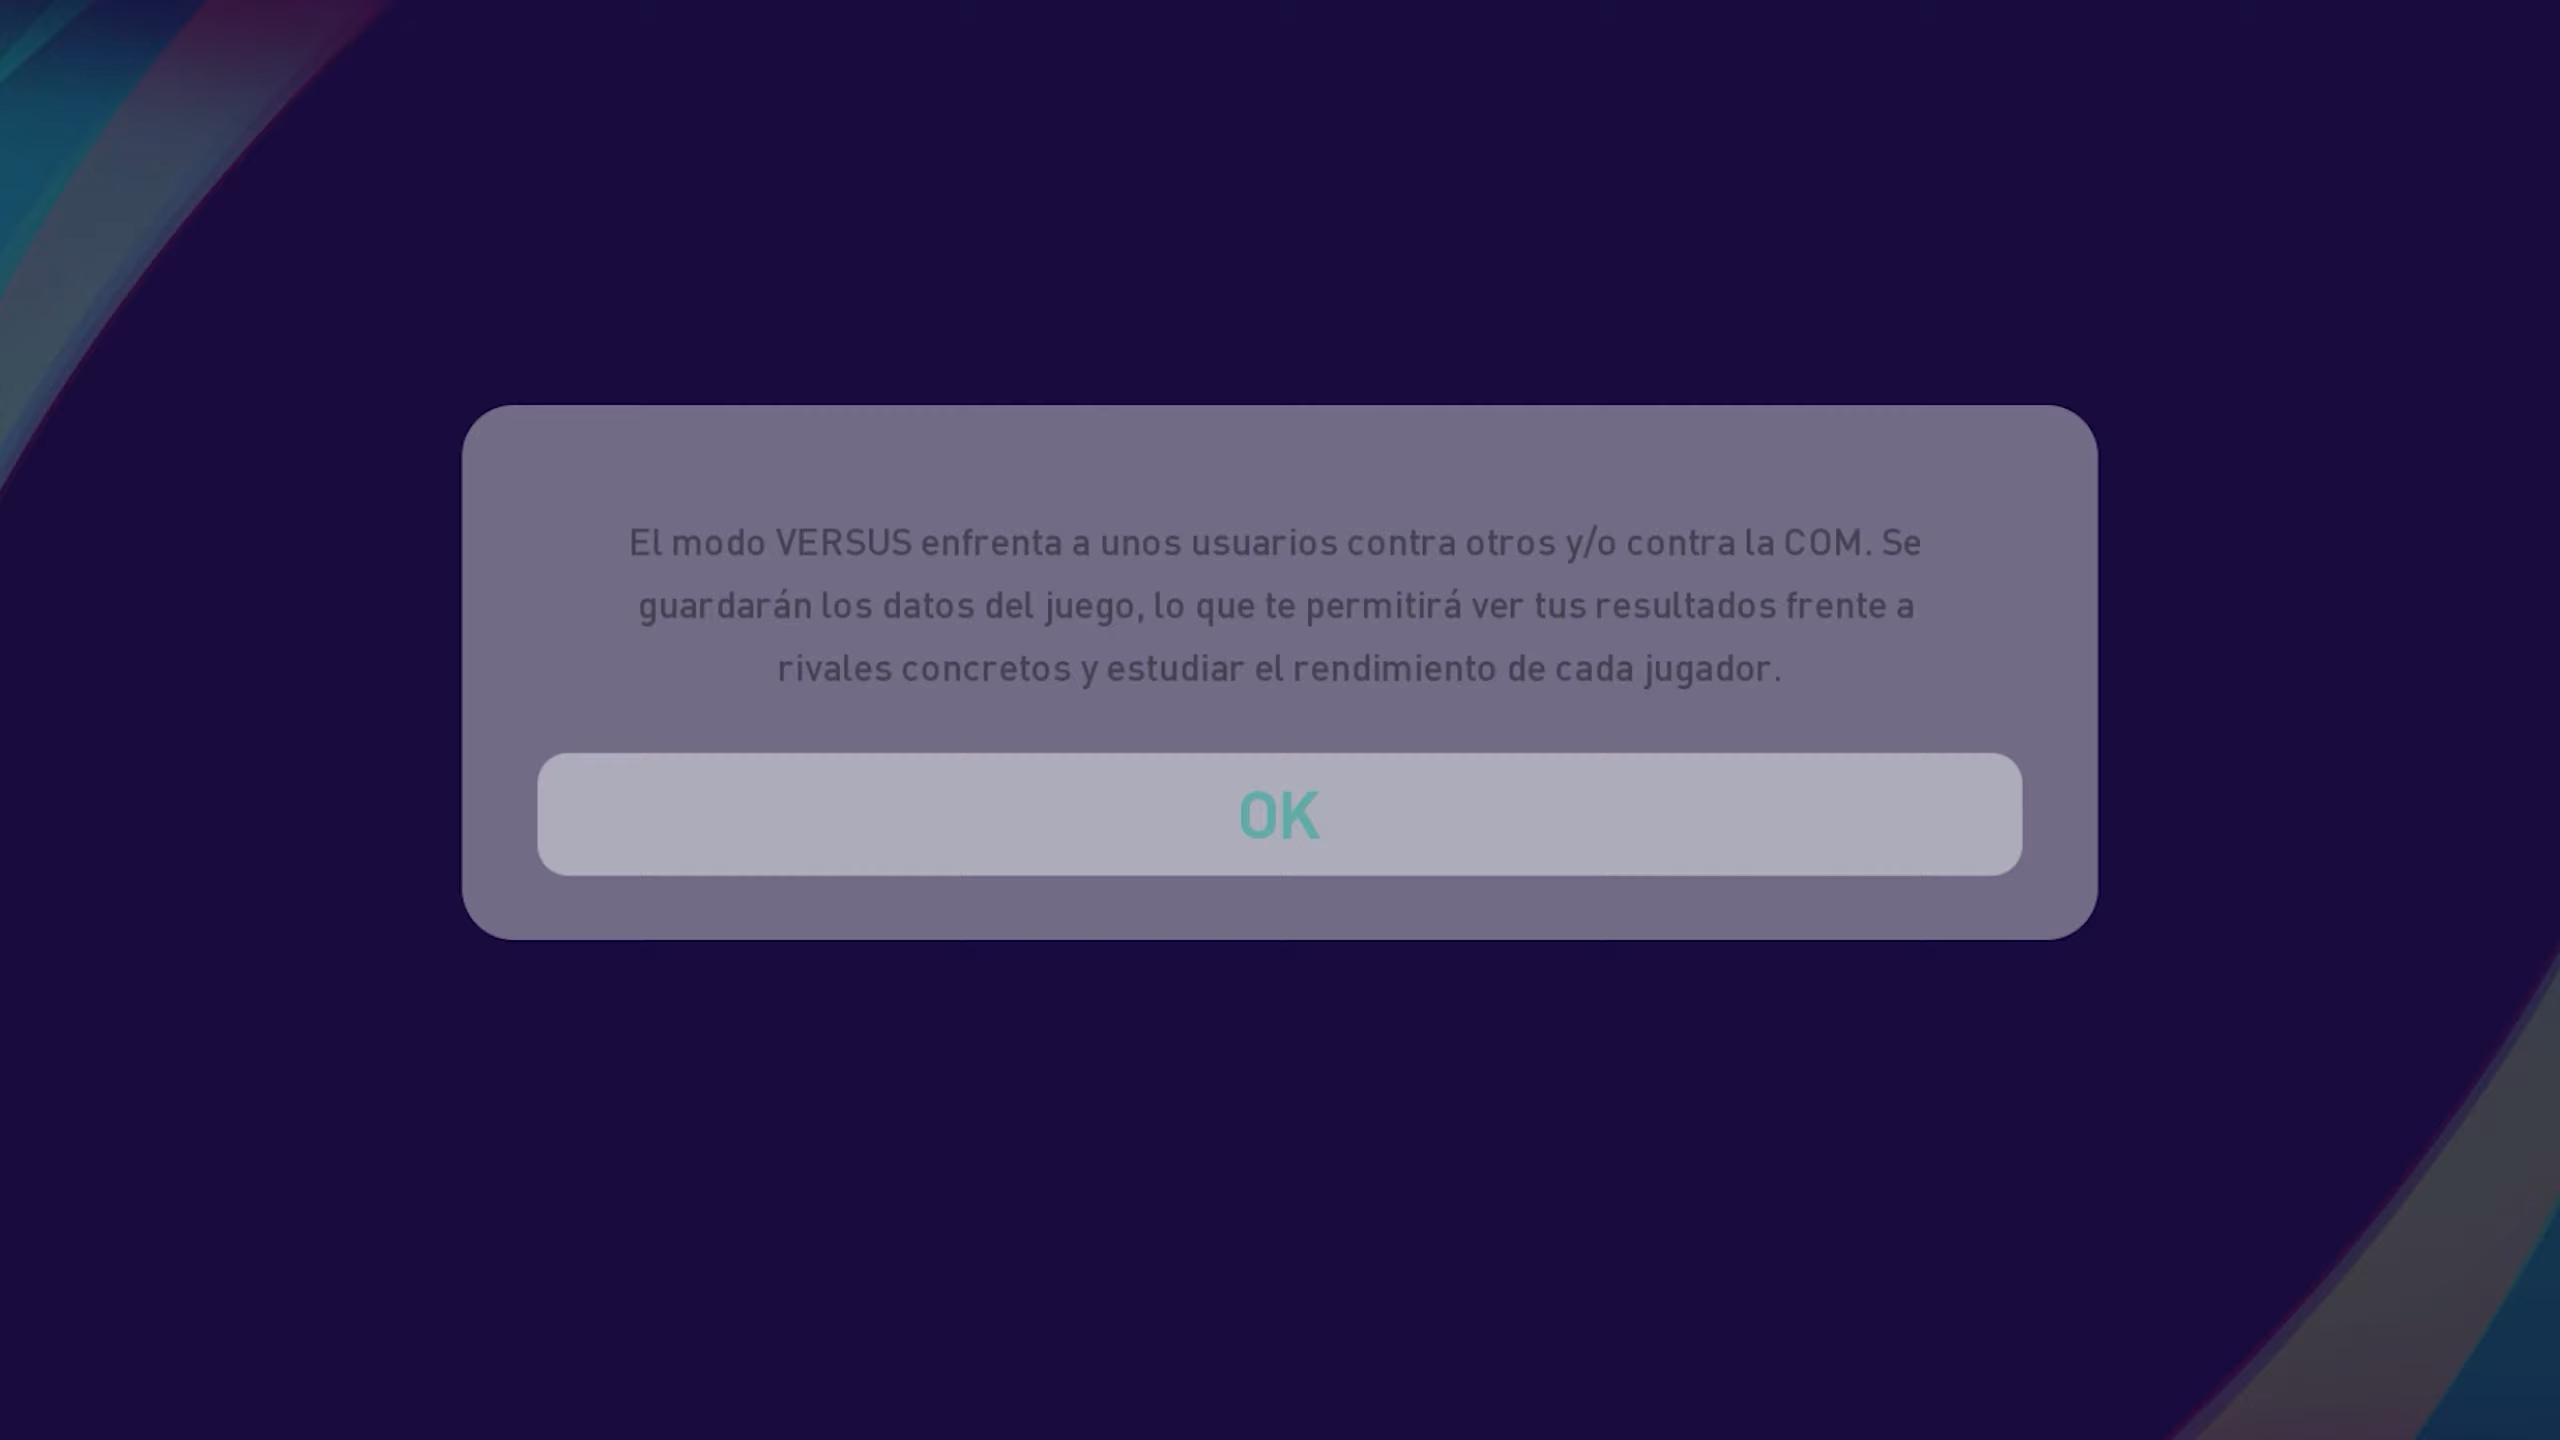 El modo VERSUS enfrenta a unos usuarios contra otros y/o contra la COM. Se
guardarán los datos del juego, lo que te permitirá ver tus resultados frente a
rivales concretos y estudiar el rendimiento de cada jugador.
OK